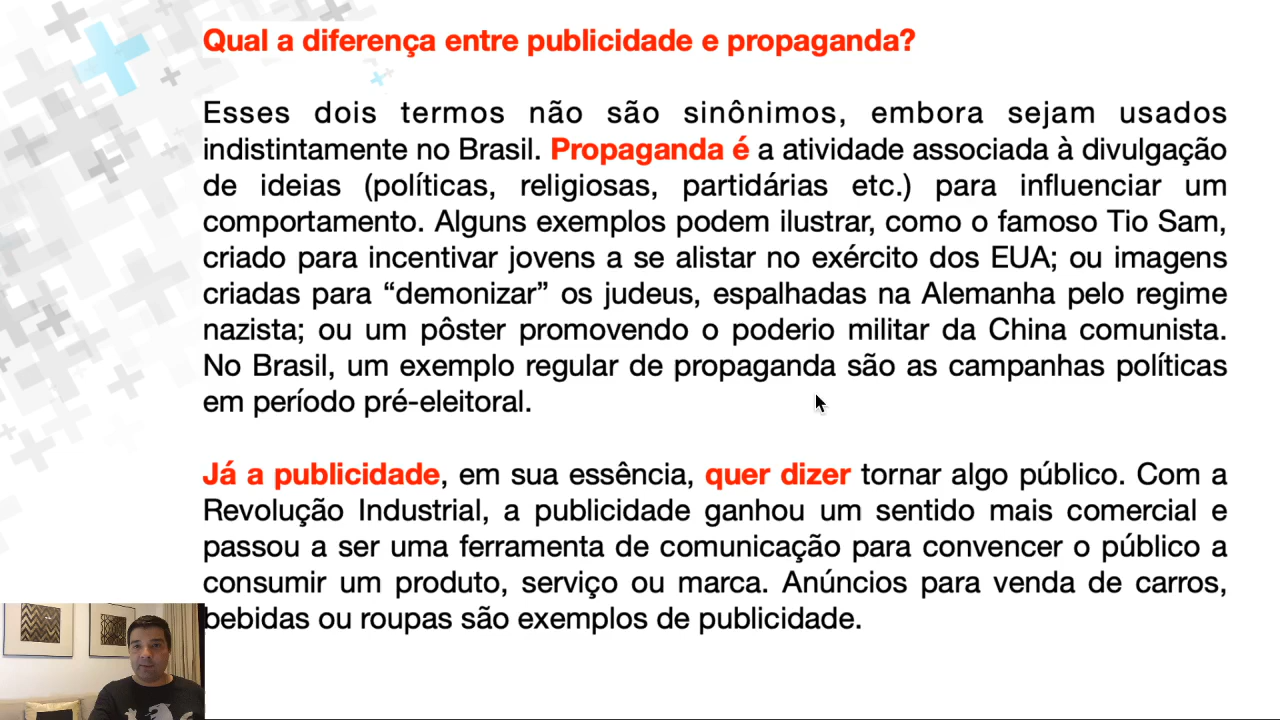 Qual a diferença entre publicidade e propaganda?
Esses dois termos não são sinônimos, embora sejam usados
indistintamente no Brasil. Propaganda é a atividade associada à divulgação
de ideias (políticas, religiosas, partidárias etc.) para influenciar um
comportamento. Alguns exemplos podem ilustrar, como o famoso Tio Sam,
criado para incentivar jovens a se alistar no exército dos EUA; ou imagens
criadas para “demonizar” os judeus, espalhadas na Alemanha pelo regime
nazista; ou um pôster promovendo o poderio militar da China comunista.
No Brasil, um exemplo regular de propaganda são as campanhas políticas
em período pré-eleitoral.
Já a publicidade, em sua essência, quer dizer tornar algo público. Com a
Revolução Industrial, a publicidade ganhou um sentido mais comercial e
passou a ser uma ferramenta de comunicação para convencer o público a
consumir um produto, serviço ou marca. Anúncios para venda de carros,
bebidas ou roupas são exemplos de publicidade.